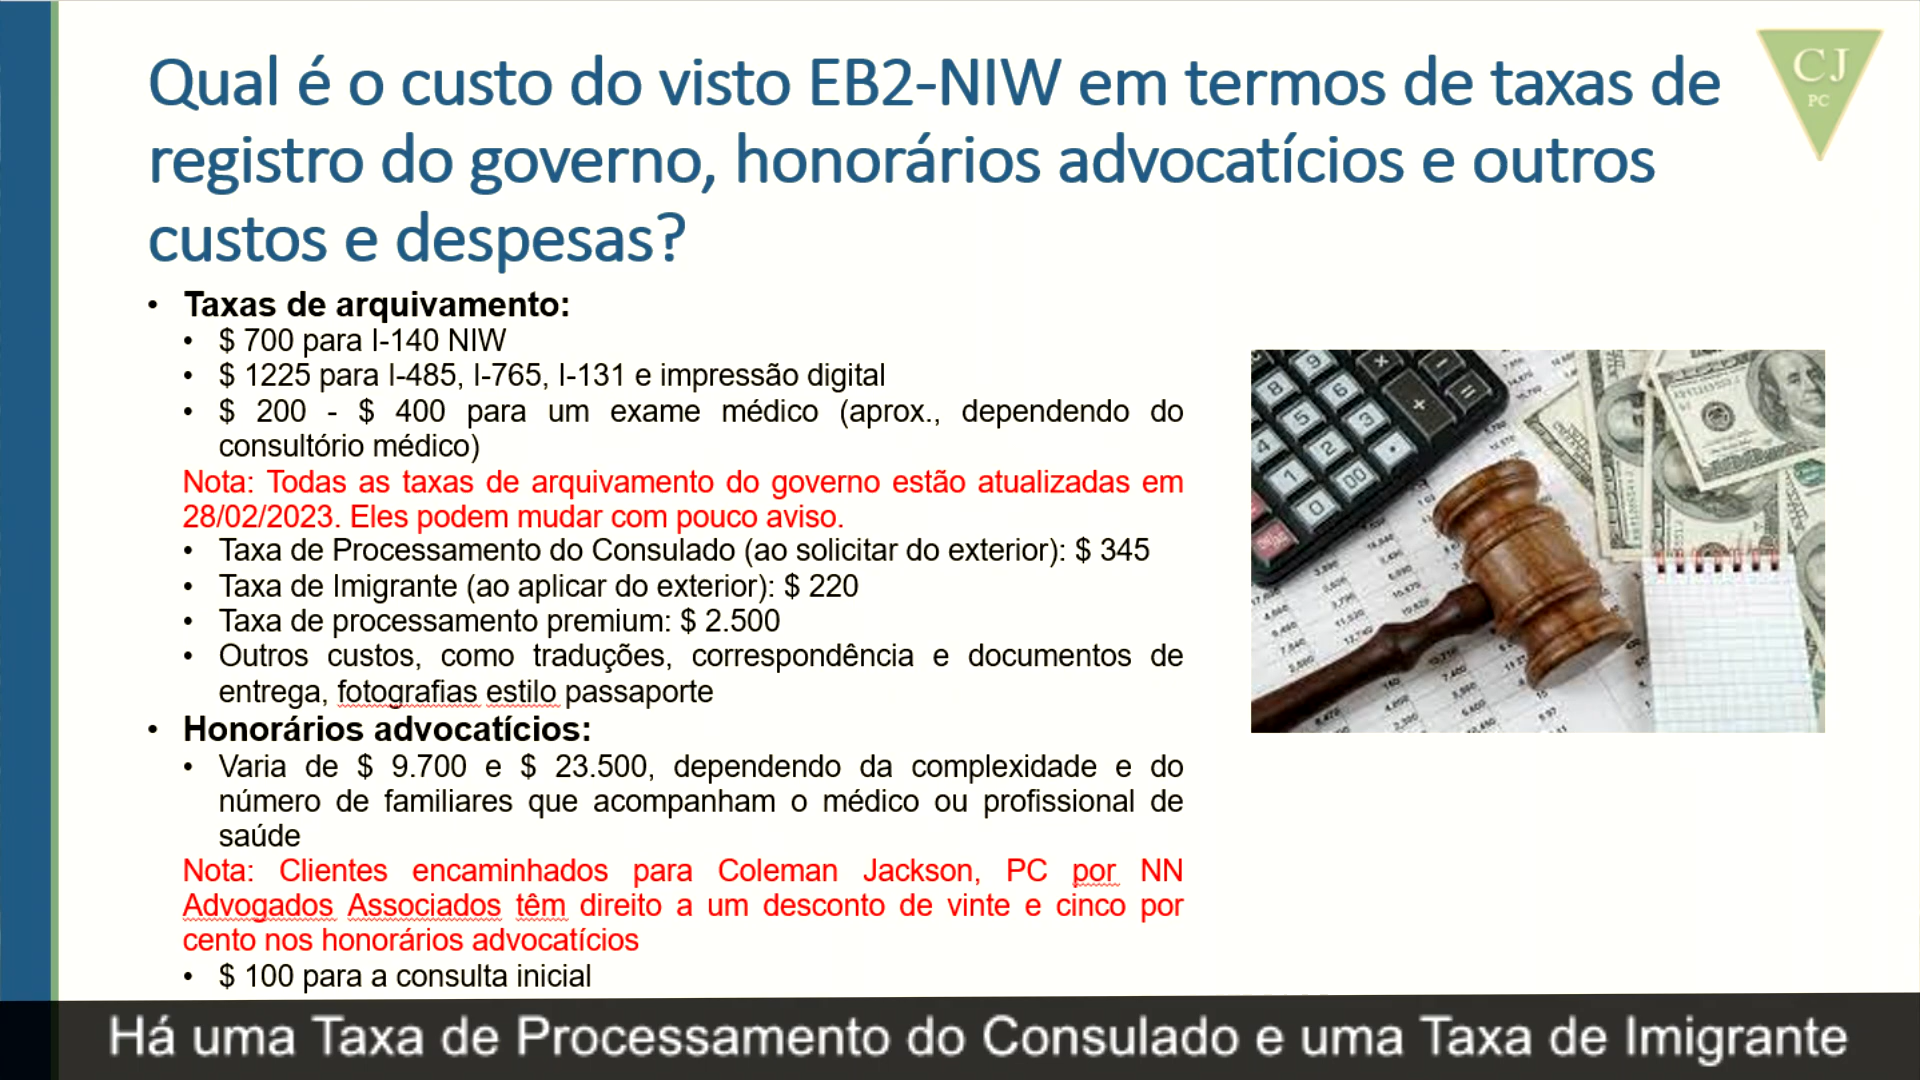 Qual é o custo do visto EB2-NIW em termos de taxas de
registro do governo, honorários advocatícios e outros
custos e despesas?
CJ
PC
• Taxas de arquivamento:
• $ 700 para I-140 NIW
• $ 1225 para I-485, I-765, I-131 e impressão digital
• $ 200 - $ 400 para um exame médico (aprox., dependendo do
consultório médico)
Nota: Todas as taxas de arquivamento do governo estão atualizadas em
28/02/2023. Eles podem mudar com pouco aviso.
• Taxa de Processamento do Consulado (ao solicitar do exterior): $ 345
• Taxa de Imigrante (ao aplicar do exterior): $ 220
• Taxa de processamento premium: $ 2.500
• Outros custos, como traduções, correspondência e documentos de
entrega, fotografias estilo passaporte
• Honorários advocatícios:
• Varia de $ 9.700 e $ 23.500, dependendo da complexidade e do
número de familiares que acompanham o médico ou profissional de
saúde
Nota: Clientes encaminhados para Coleman Jackson, PC por NN
Advogados Associados têm direito a um desconto de vinte e cinco por
cento nos honorários advocatícios
• $ 100 para a consulta inicial
Há uma Taxa de Processamento do Consulado e uma Taxa de Imigrante